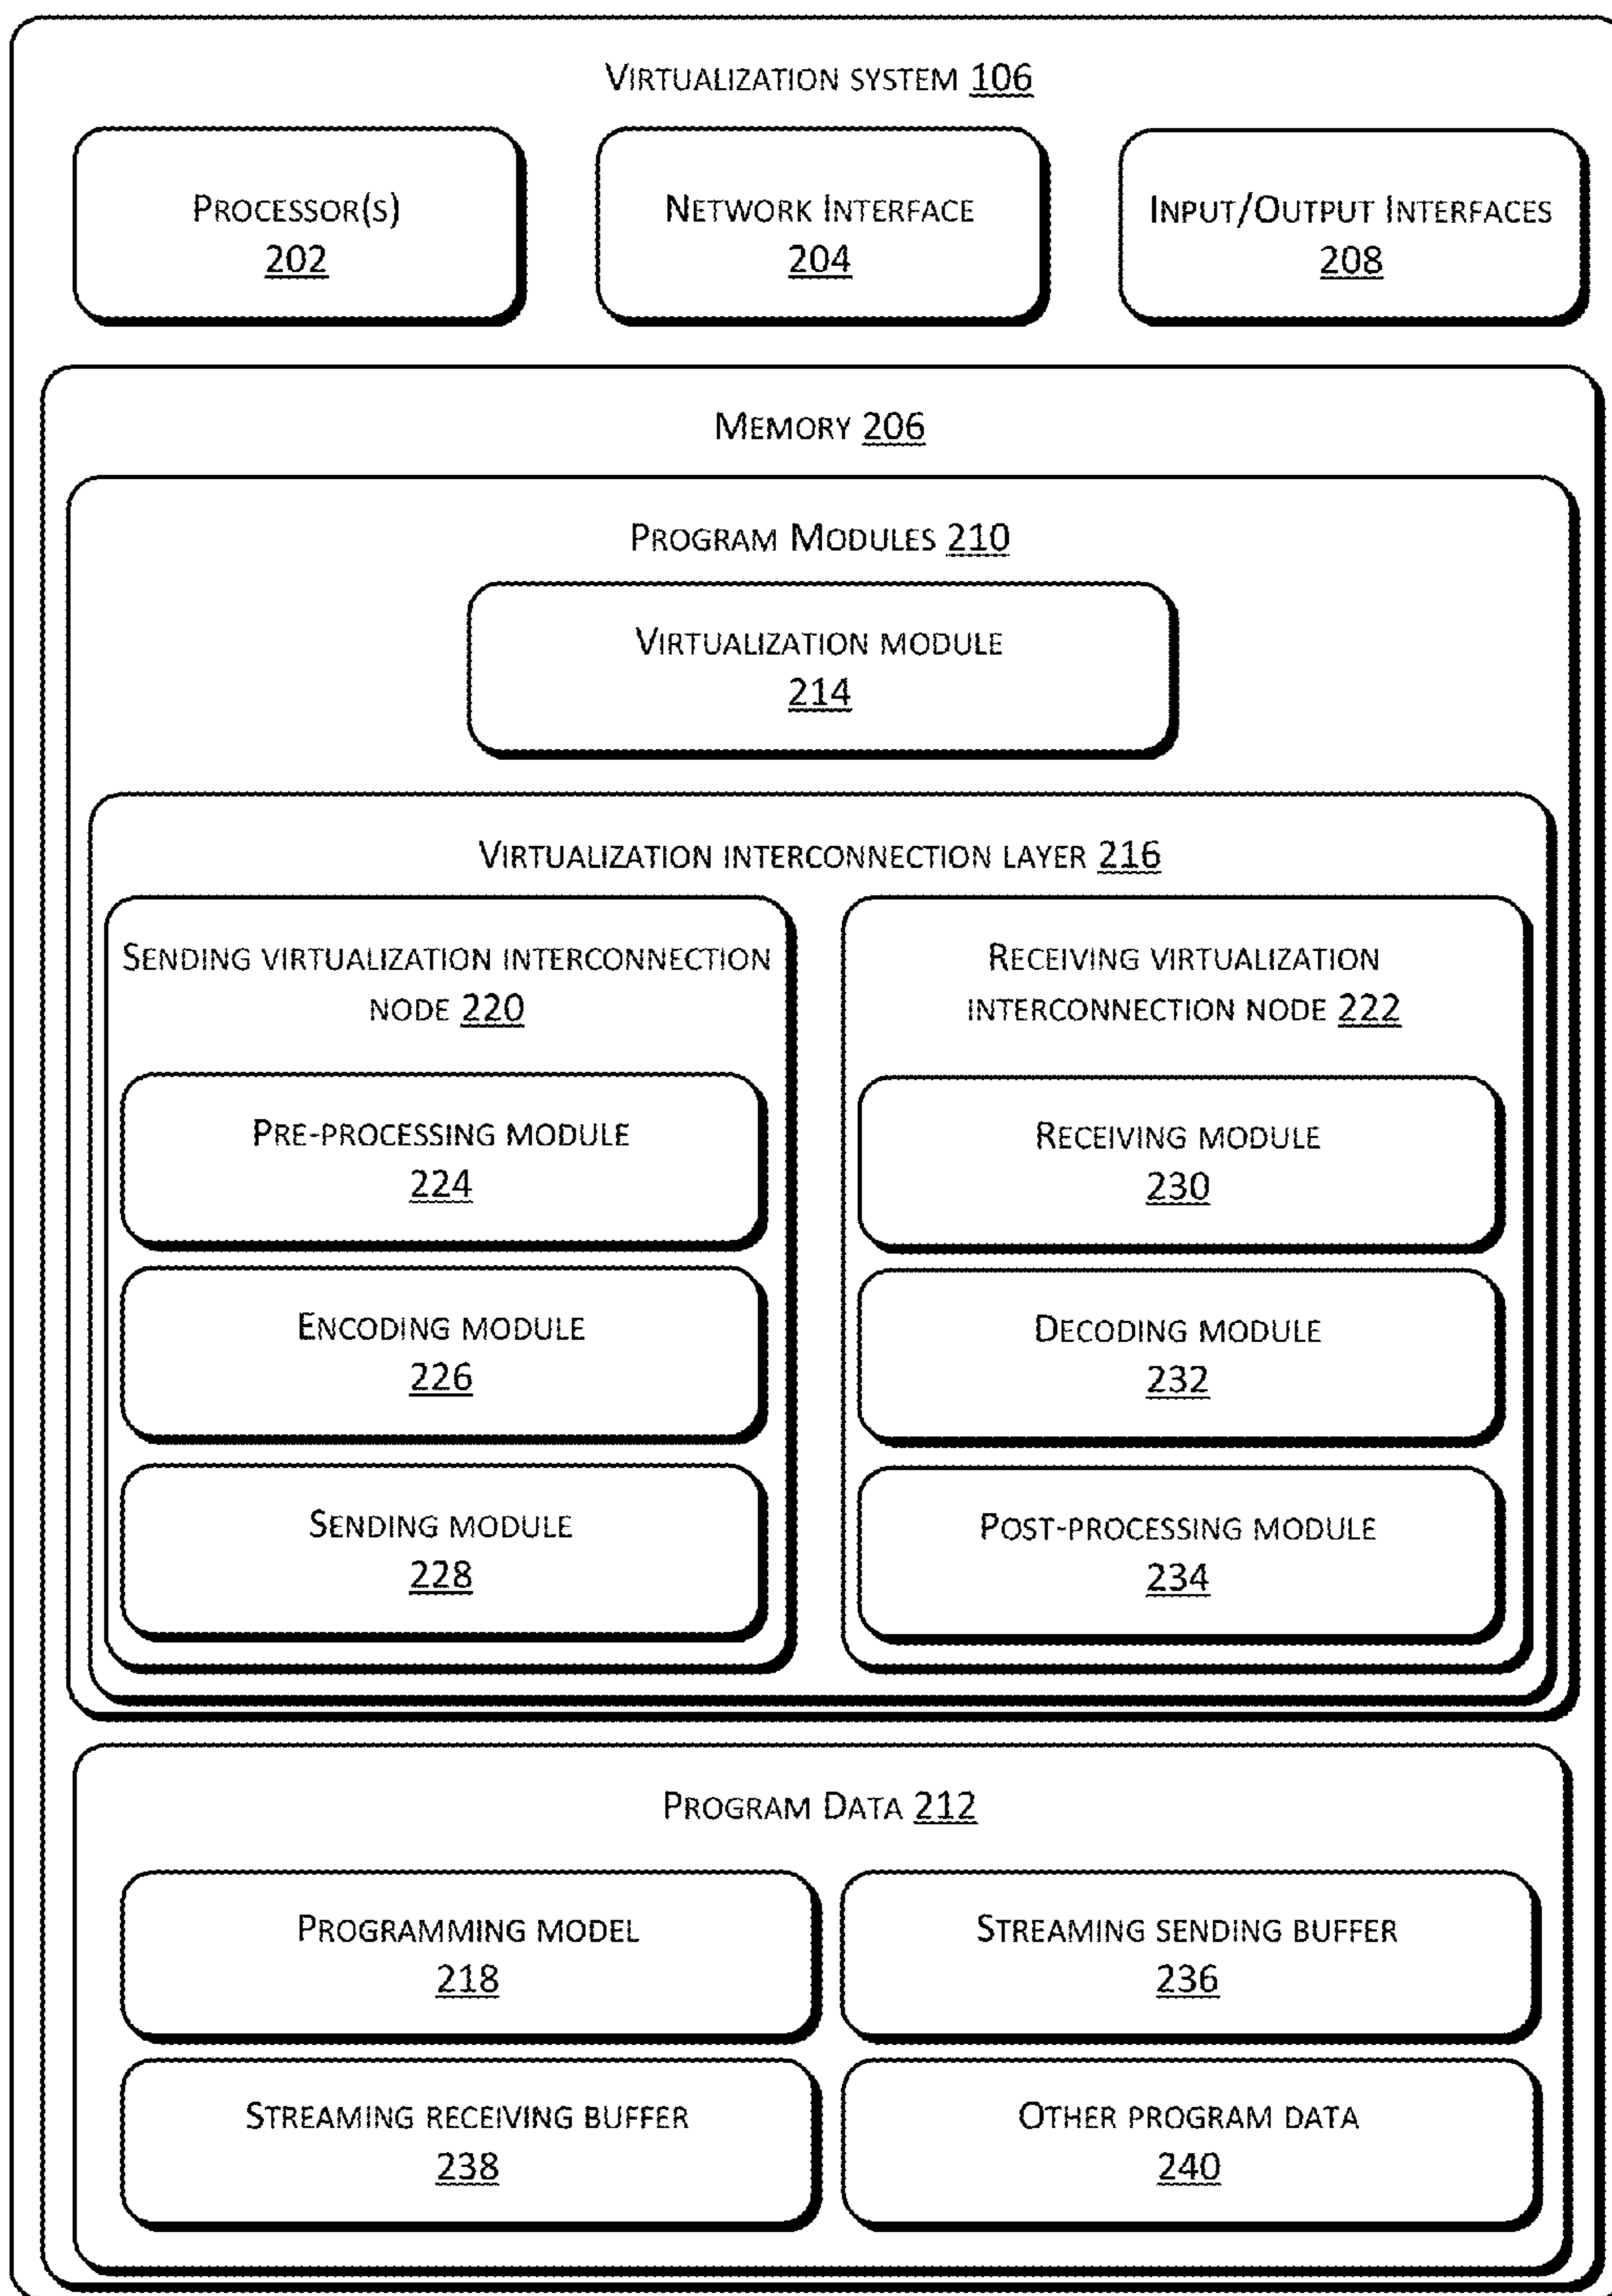 VIRTUALIZATION SYSTEM 106
PROCESSOR(S)
202
NETWORK INTERFACE
204
INPUT/OUTPUT INTERFACES
208
MEMORY 206
PROGRAM MODULES 210
VIRTUALIZATION MODULE
214
VIRTUALIZATION INTERCONNECTION LAYER 216
SENDING VIRTUALIZATION INTERCONNECTION
NODE 220
PRE-PROCESSING MODULE
224
ENCODING MODULE
226
SENDING MODULE
228
RECEIVING VIRTUALIZATION
INTERCONNECTION NODE 222
RECEIVING MODULE
230
DECODING MODULE
232
POST-PROCESSING MODULE
234
PROGRAM DATA 212
PROGRAMMING MODEL
218
STREAMING SENDING BUFFER
236
STREAMING RECEIVING BUFFER
238
OTHER PROGRAM DATA
240